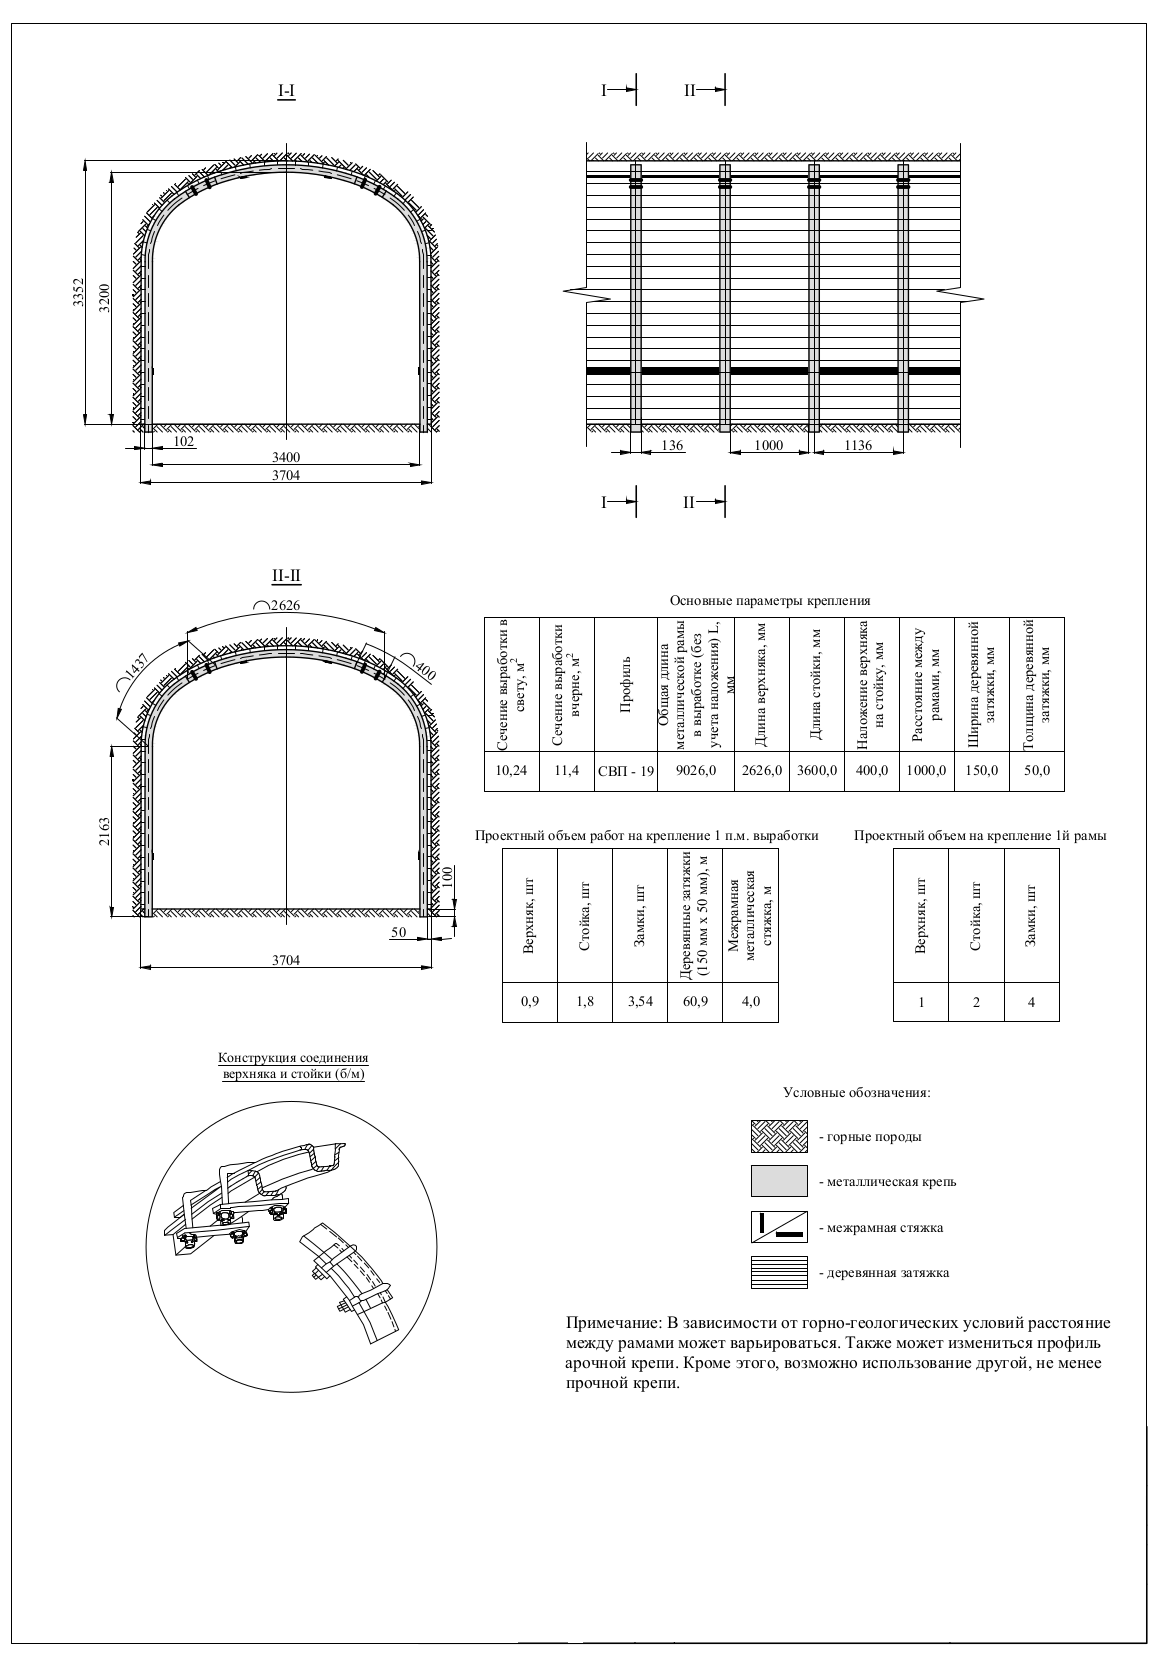 I-I
I
II
3352
3200
102
3400
3704
136
1000
1136
I
II
II-II
2626
1437
400
2163
100
50
3704
Основные параметры крепления
Сечение выработки в
свету, м2
Сечение выработки
вчерне, м2
Профиль
Общая длина
металлической рамы
в выработке (без
учета наложения) L,
мм
Длина верхняка, мм
Длина стойки, мм
Наложение верхняка
на стойку, мм
Расстояние между
рамами, мм
Ширина деревянной
затяжки, мм
Толщина деревянной
затяжки, мм
10,24 11,4 СВП - 19 9026,0 2626,0 3600,0 400,0 1000,0 150,0 50,0
Проектный объем работ на крепление 1 п.м. выработки
Верхняк, шт
Стойка, шт
Замки, шт
Деревянные затяжки
(150 мм х 50 мм), м
Межрамная
металлическая
стяжка, м
0,9 1,8 3,54 60,9 4,0
Проектный объем на крепление 1й рамы
Верхняк, шт
Стойка, шт
Замки, шт
1 2 4
Конструкция соединения
верхняка и стойки (б/м)
Условные обозначения:
- горные породы
- металлическая крепь
- межрамная стяжка
- деревянная затяжка
Примечание: В зависимости от горно-геологических условий расстояние
между рамами может варьироваться. Также может измениться профиль
арочной крепи. Кроме этого, возможно использование другой, не менее
прочной крепи.